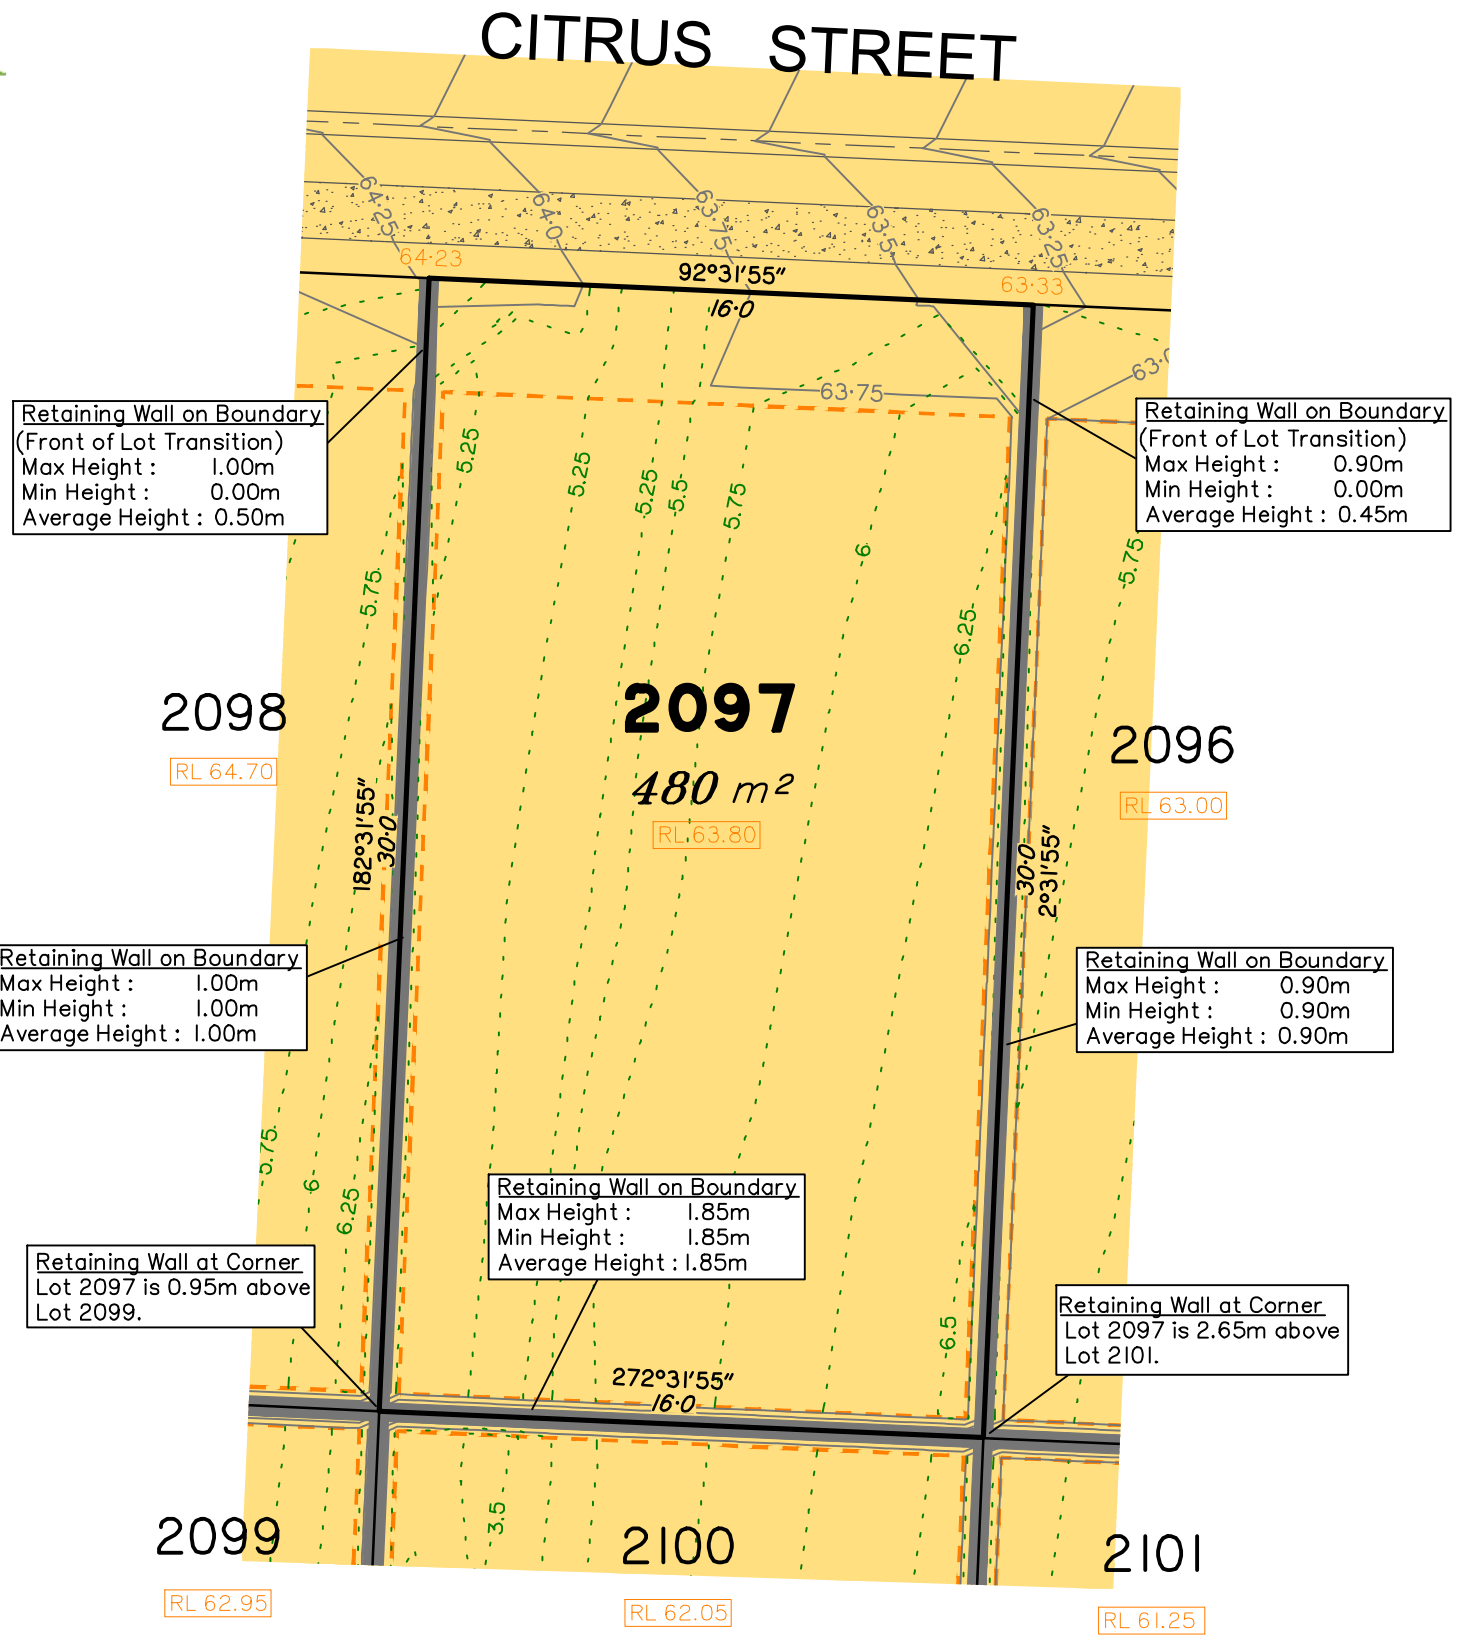 CITRUS STREET
64·25
64·0
63·75
63·5
63·25
64·23
63·33
92°31'55"
16·0
63·75
Retaining Wall on Boundary
(Front of Lot Transition)
Max Height : 1.00m
Min Height : 0.00m
Average Height : 0.50m
Retaining Wall on Boundary
(Front of Lot Transition)
Max Height : 0.90m
Min Height : 0.00m
Average Height : 0.45m
5.25
5.25
5.25
5.5
5.75
6
6.25
5.75
5.75
2098
RL 64.70
2097
480 m²
RL 63.80
2096
RL 63.00
182°31'55"
30·0
30·0
2°31'55"
Retaining Wall on Boundary
Max Height : 1.00m
Min Height : 1.00m
Average Height : 1.00m
Retaining Wall on Boundary
Max Height : 0.90m
Min Height : 0.90m
Average Height : 0.90m
5.75
6
6.25
Retaining Wall on Boundary
Max Height : 1.85m
Min Height : 1.85m
Average Height : 1.85m
Retaining Wall at Corner
Lot 2097 is 0.95m above
Lot 2099.
Retaining Wall at Corner
Lot 2097 is 2.65m above
Lot 2101.
6.5
272°31'55"
16·0
3.5
2099
RL 62.95
2100
RL 62.05
2101
RL 61.25